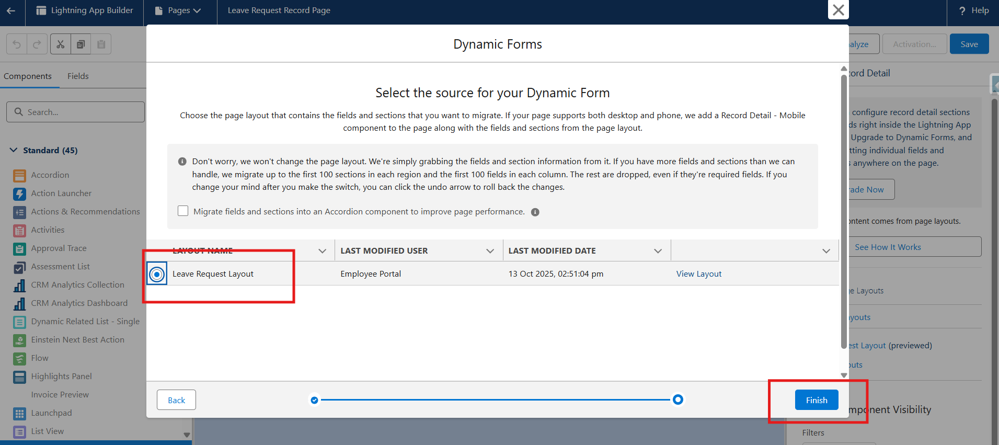 Lightning App Builder
Pages
Leave Request Record Page
Help
Dynamic Forms
alyze
Activation...
Save
Components
Fields
Search...
Standard (45)
Accordion
Action Launcher
Actions & Recommendations
Activities
Approval Trace
Assessment List
CRM Analytics Collection
CRM Analytics Dashboard
Dynamic Related List - Single
Einstein Next Best Action
Flow
Highlights Panel
Invoice Preview
Launchpad
List View
Select the source for your Dynamic Form
Choose the page layout that contains the fields and sections that you want to migrate. If your page supports both desktop and phone, we add a Record Detail - Mobile
component to the page along with the fields and sections from the page layout.
Don't worry, we won't change the page layout. We're simply grabbing the fields and section information from it. If you have more fields and sections than we can
handle, we migrate up to the first 100 sections in each region and the first 100 fields in each column. The rest are dropped, even if they're required fields. If you
change your mind after you make the switch, you can click the undo arrow to roll back the changes.
Migrate fields and sections into an Accordion component to improve page performance.
LAYOUT NAME
LAST MODIFIED USER
LAST MODIFIED DATE
Leave Request Layout
Employee Portal
13 Oct 2025, 02:51:04 pm
View Layout
Back
Finish
ord Detail
configure record detail sections
ds right inside the Lightning App
Upgrade to Dynamic Forms, and
tting individual fields and
s anywhere on the page.
rade Now
ontent comes from page layouts.
See How It Works
ge Layouts
youts
est Layout (previewed)
outs
mponent Visibility
Filters